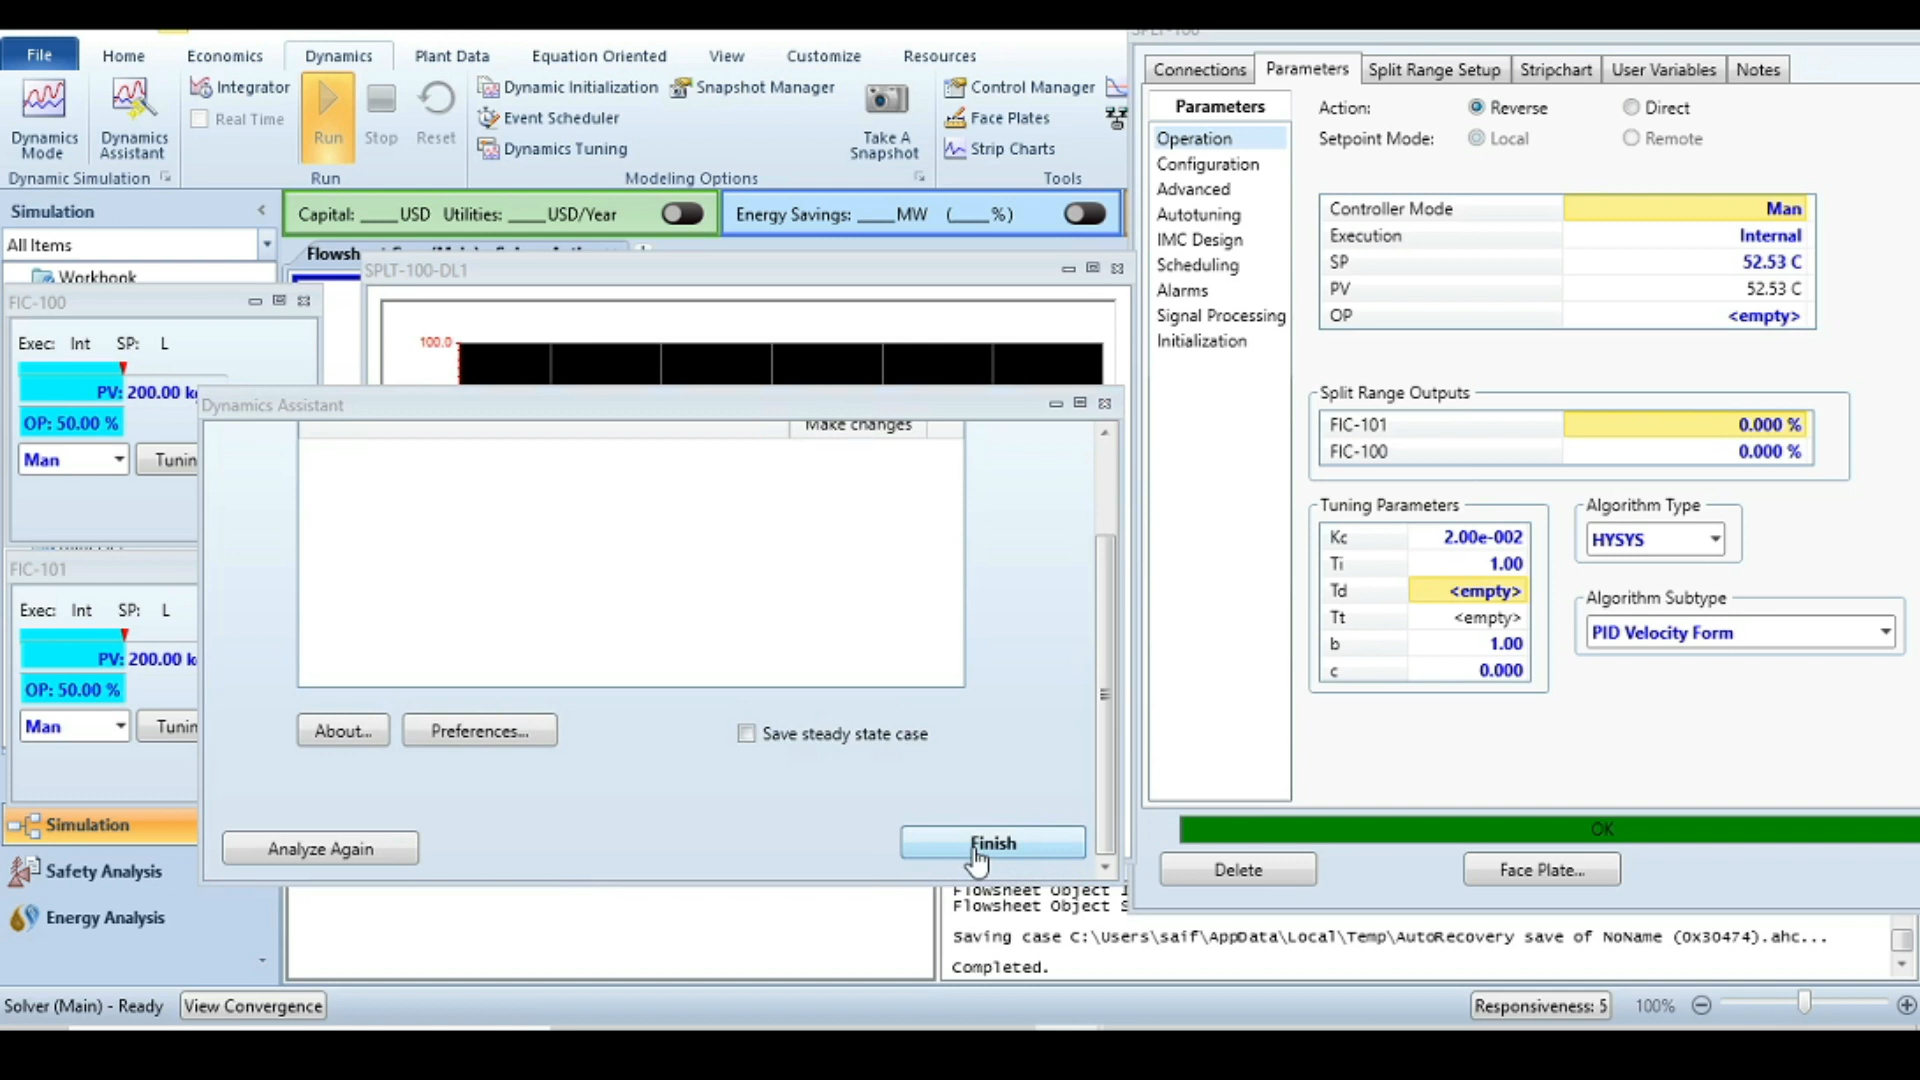 File Home Economics Dynamics Plant Data Equation Oriented View Customize Resources
Dynamics Mode
Dynamics Assistant
Dynamic Simulation
Integrator
Real Time
Run Stop Reset
Run
Dynamic Initialization
Snapshot Manager
Event Scheduler
Dynamics Tuning
Take A Snapshot
Modeling Options
Control Manager
Face Plates
Strip Charts
Tools
Simulation <
All Items
Workbook
Capital: ____USD Utilities: ____USD/Year
Energy Savings: ____MW (____%)
SPLT-100-DL1
100.0
FIC-100
Exec: Int SP: L
PV: 200.00
OP: 50.00 %
Man
FIC-101
Exec: Int SP: L
PV: 200.00
OP: 50.00 %
Man
Simulation
Safety Analysis
Energy Analysis
Dynamics Assistant
Make changes
About...
Preferences...
Save steady state case
Analyze Again
Finish
SPLT-100
Connections Parameters Split Range Setup Stripchart User Variables Notes
Parameters
Operation
Configuration
Advanced
Autotuning
IMC Design
Scheduling
Alarms
Signal Processing
Initialization
Action: Reverse Direct
Setpoint Mode: Local Remote
Controller Mode Man
Execution Internal
SP 52.53 C
PV 52.53 C
OP <empty>
Split Range Outputs
FIC-101 0.000 %
FIC-100 0.000 %
Tuning Parameters
Kc 2.00e-002
Ti 1.00
Td <empty>
Tt <empty>
b 1.00
c 0.000
Algorithm Type
HYSYS
Algorithm Subtype
PID Velocity Form
OK
Delete
Face Plate...
Flowsheet Object
Flowsheet Object
Saving case C:\Users\saif\AppData\Local\Temp\AutoRecovery save of NoName (0x30474).ahc...
Completed.
Solver (Main) - Ready
View Convergence
Responsiveness: 5
100%